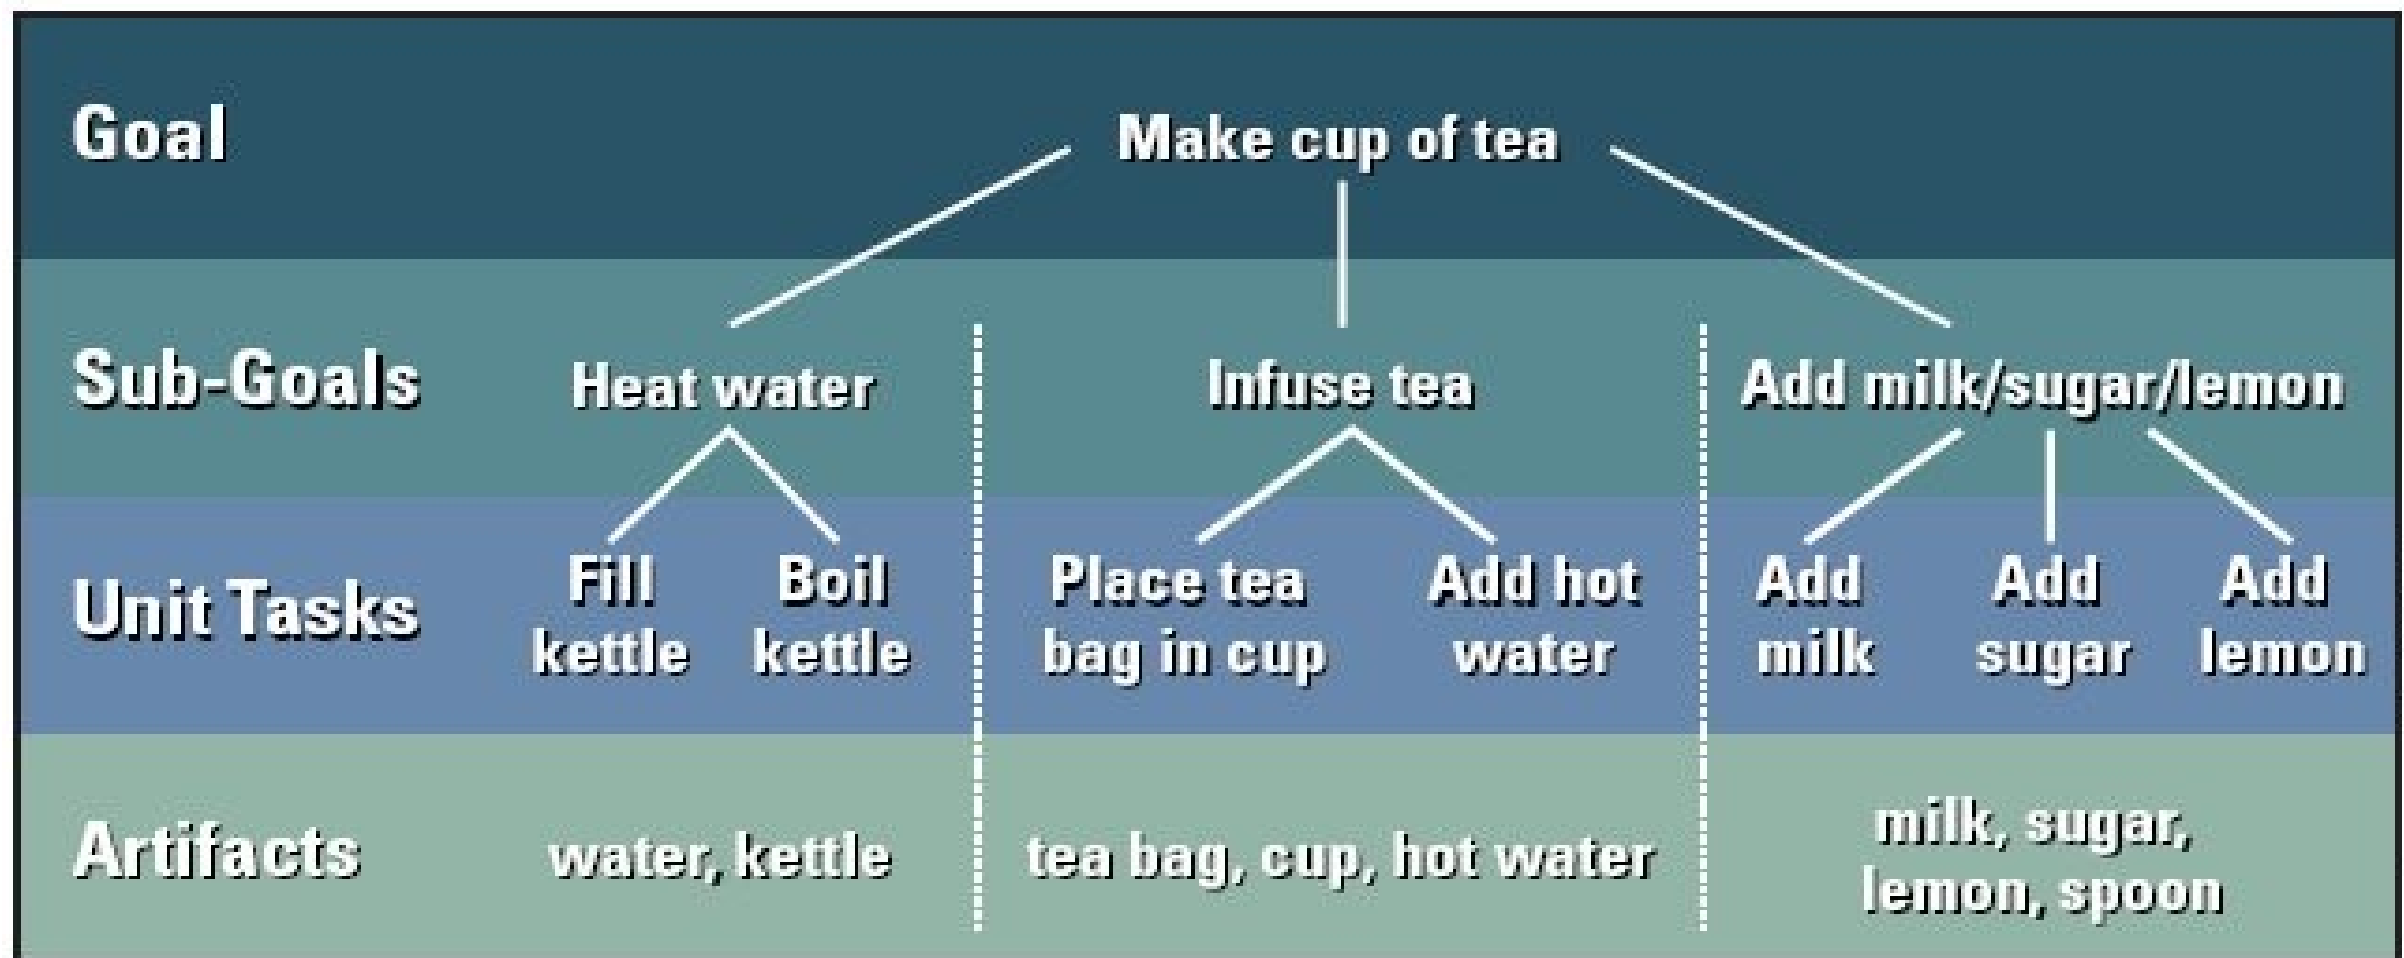 Goal
Make cup of tea
Sub-Goals
Heat water
Infuse tea
Add milk/sugar/lemon
Unit Tasks
Fill
kettle
Boil
kettle
Place tea
bag in cup
Add hot
water
Add
milk
Add
sugar
Add
lemon
Artifacts
water, kettle
tea bag, cup, hot water
milk, sugar,
lemon, spoon